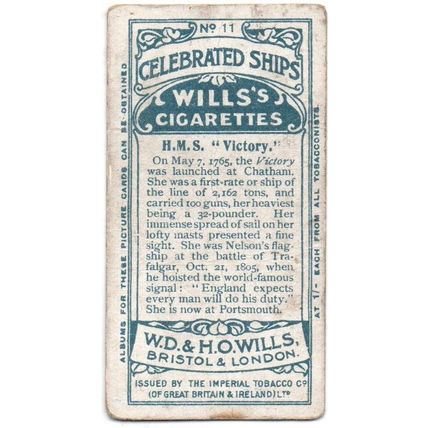 No 11
CELEBRATED SHIPS
WILLS'S
CIGARETTES
H.M.S. "Victory."
On May 7, 1765, the Victory
was launched at Chatham.
She was a first-rate or ship of
the line of 2,162 tons, and
carried 100 guns, her heaviest
being a 32-pounder. Her
immense spread of sail on her
lofty masts presented a fine
sight. She was Nelson's flag-
ship at the battle of Tra-
falgar, Oct. 21, 1805, when
he hoisted the world-famous
signal: "England expects
every man will do his duty."
She is now at Portsmouth.
W.D. & H.O. WILLS,
BRISTOL & LONDON.
ISSUED BY THE IMPERIAL TOBACCO Co
(OF GREAT BRITAIN & IRELAND) LTD
ALBUMS FOR THESE PICTURE CARDS CAN BE OBTAINED
AT 1/- EACH FROM ALL TOBACCONISTS.